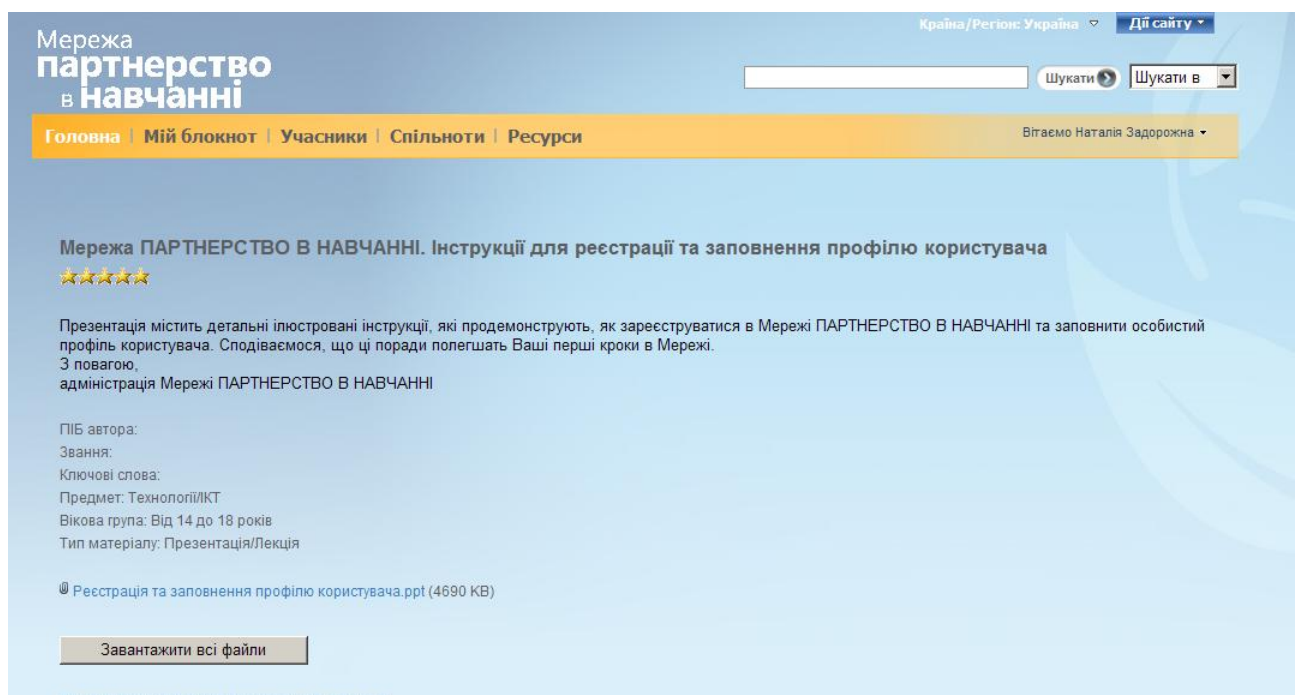 Країна/Регіон: Україна
Дії сайту
Мережа
партнерство
в навчанні
Шукати
Шукати в
Головна | Мій блокнот | Учасники | Спільноти | Ресурси
Вітаємо Наталія Задорожна
Мережа ПАРТНЕРСТВО В НАВЧАННІ. Інструкції для реєстрації та заповнення профілю користувача
Презентація містить детальні ілюстровані інструкції, які продемонструють, як зареєструватися в Мережі ПАРТНЕРСТВО В НАВЧАННІ та заповнити особистий
профіль користувача. Сподіваємося, що ці поради полегшать Ваші перші кроки в Мережі.
З повагою,
адміністрація Мережі ПАРТНЕРСТВО В НАВЧАННІ
ПІБ автора:
Звання:
Ключові слова:
Предмет: Технології/ІКТ
Вікова група: Від 14 до 18 років
Тип матеріалу: Презентація/Лекція
Реєстрація та заповнення профілю користувача.ppt (4690 KB)
Завантажити всі файли